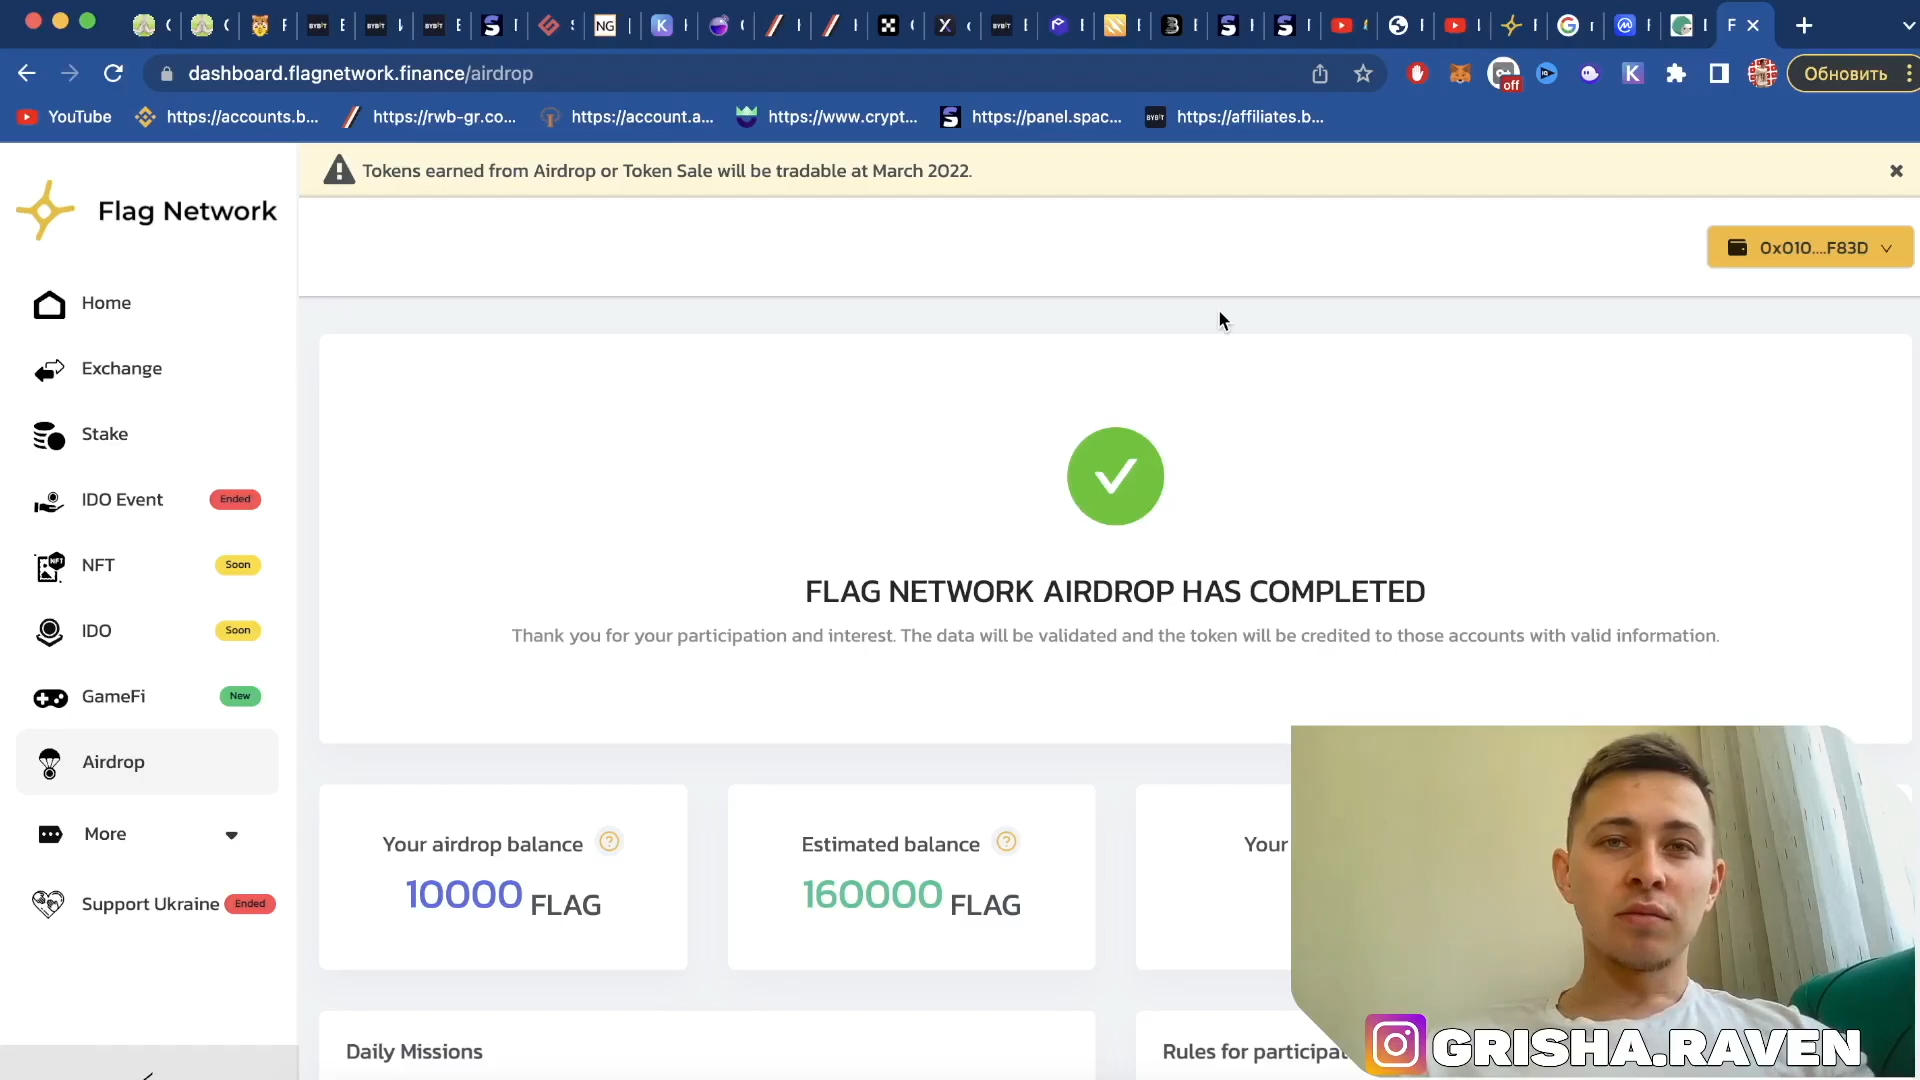 dashboard.flagnetwork.finance/airdrop
off
Обновить
YouTube
https://accounts.b...
https://rwb-gr.co...
https://account.a...
https://www.crypt...
https://panel.spac...
https://affiliates.b...
Tokens earned from Airdrop or Token Sale will be tradable at March 2022.
Flag Network
0x010....F83D
Home
Exchange
Stake
IDO Event Ended
NFT Soon
IDO Soon
GameFi New
Airdrop
More
Support Ukraine Ended
FLAG NETWORK AIRDROP HAS COMPLETED
Thank you for your participation and interest. The data will be validated and the token will be credited to those accounts with valid information.
Your airdrop balance
10000 FLAG
Estimated balance
160000 FLAG
Your
Daily Missions
Rules for participat
GRISHA.RAVEN